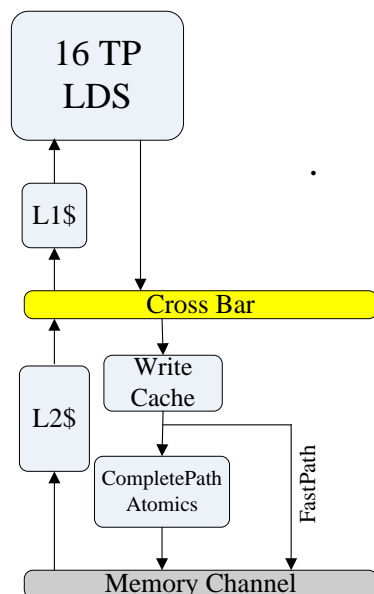 16 TP
LDS
L1$
Cross Bar
Write
Cache
L2$
CompletePath
Atomics
FastPath
Memory Channel